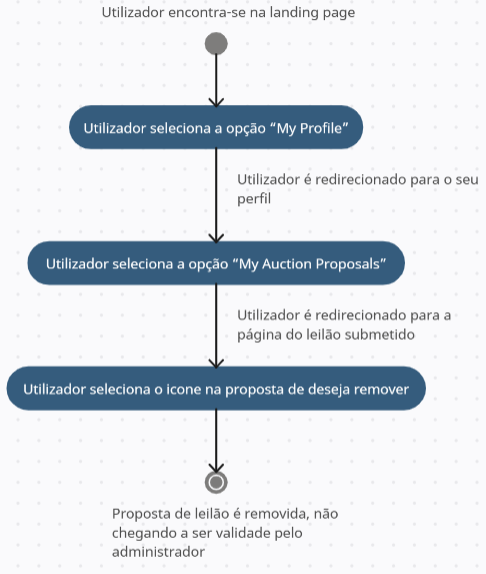 Utilizador encontra-se na landing page
Utilizador seleciona a opção “My Profile”
Utilizador é redirecionado para o seu
perfil
Utilizador seleciona a opção “My Auction Proposals”
Utilizador é redirecionado para a
página do leilão submetido
Utilizador seleciona o icone na proposta de deseja remover
Proposta de leilão é removida, não
chegando a ser validade pelo
administrador